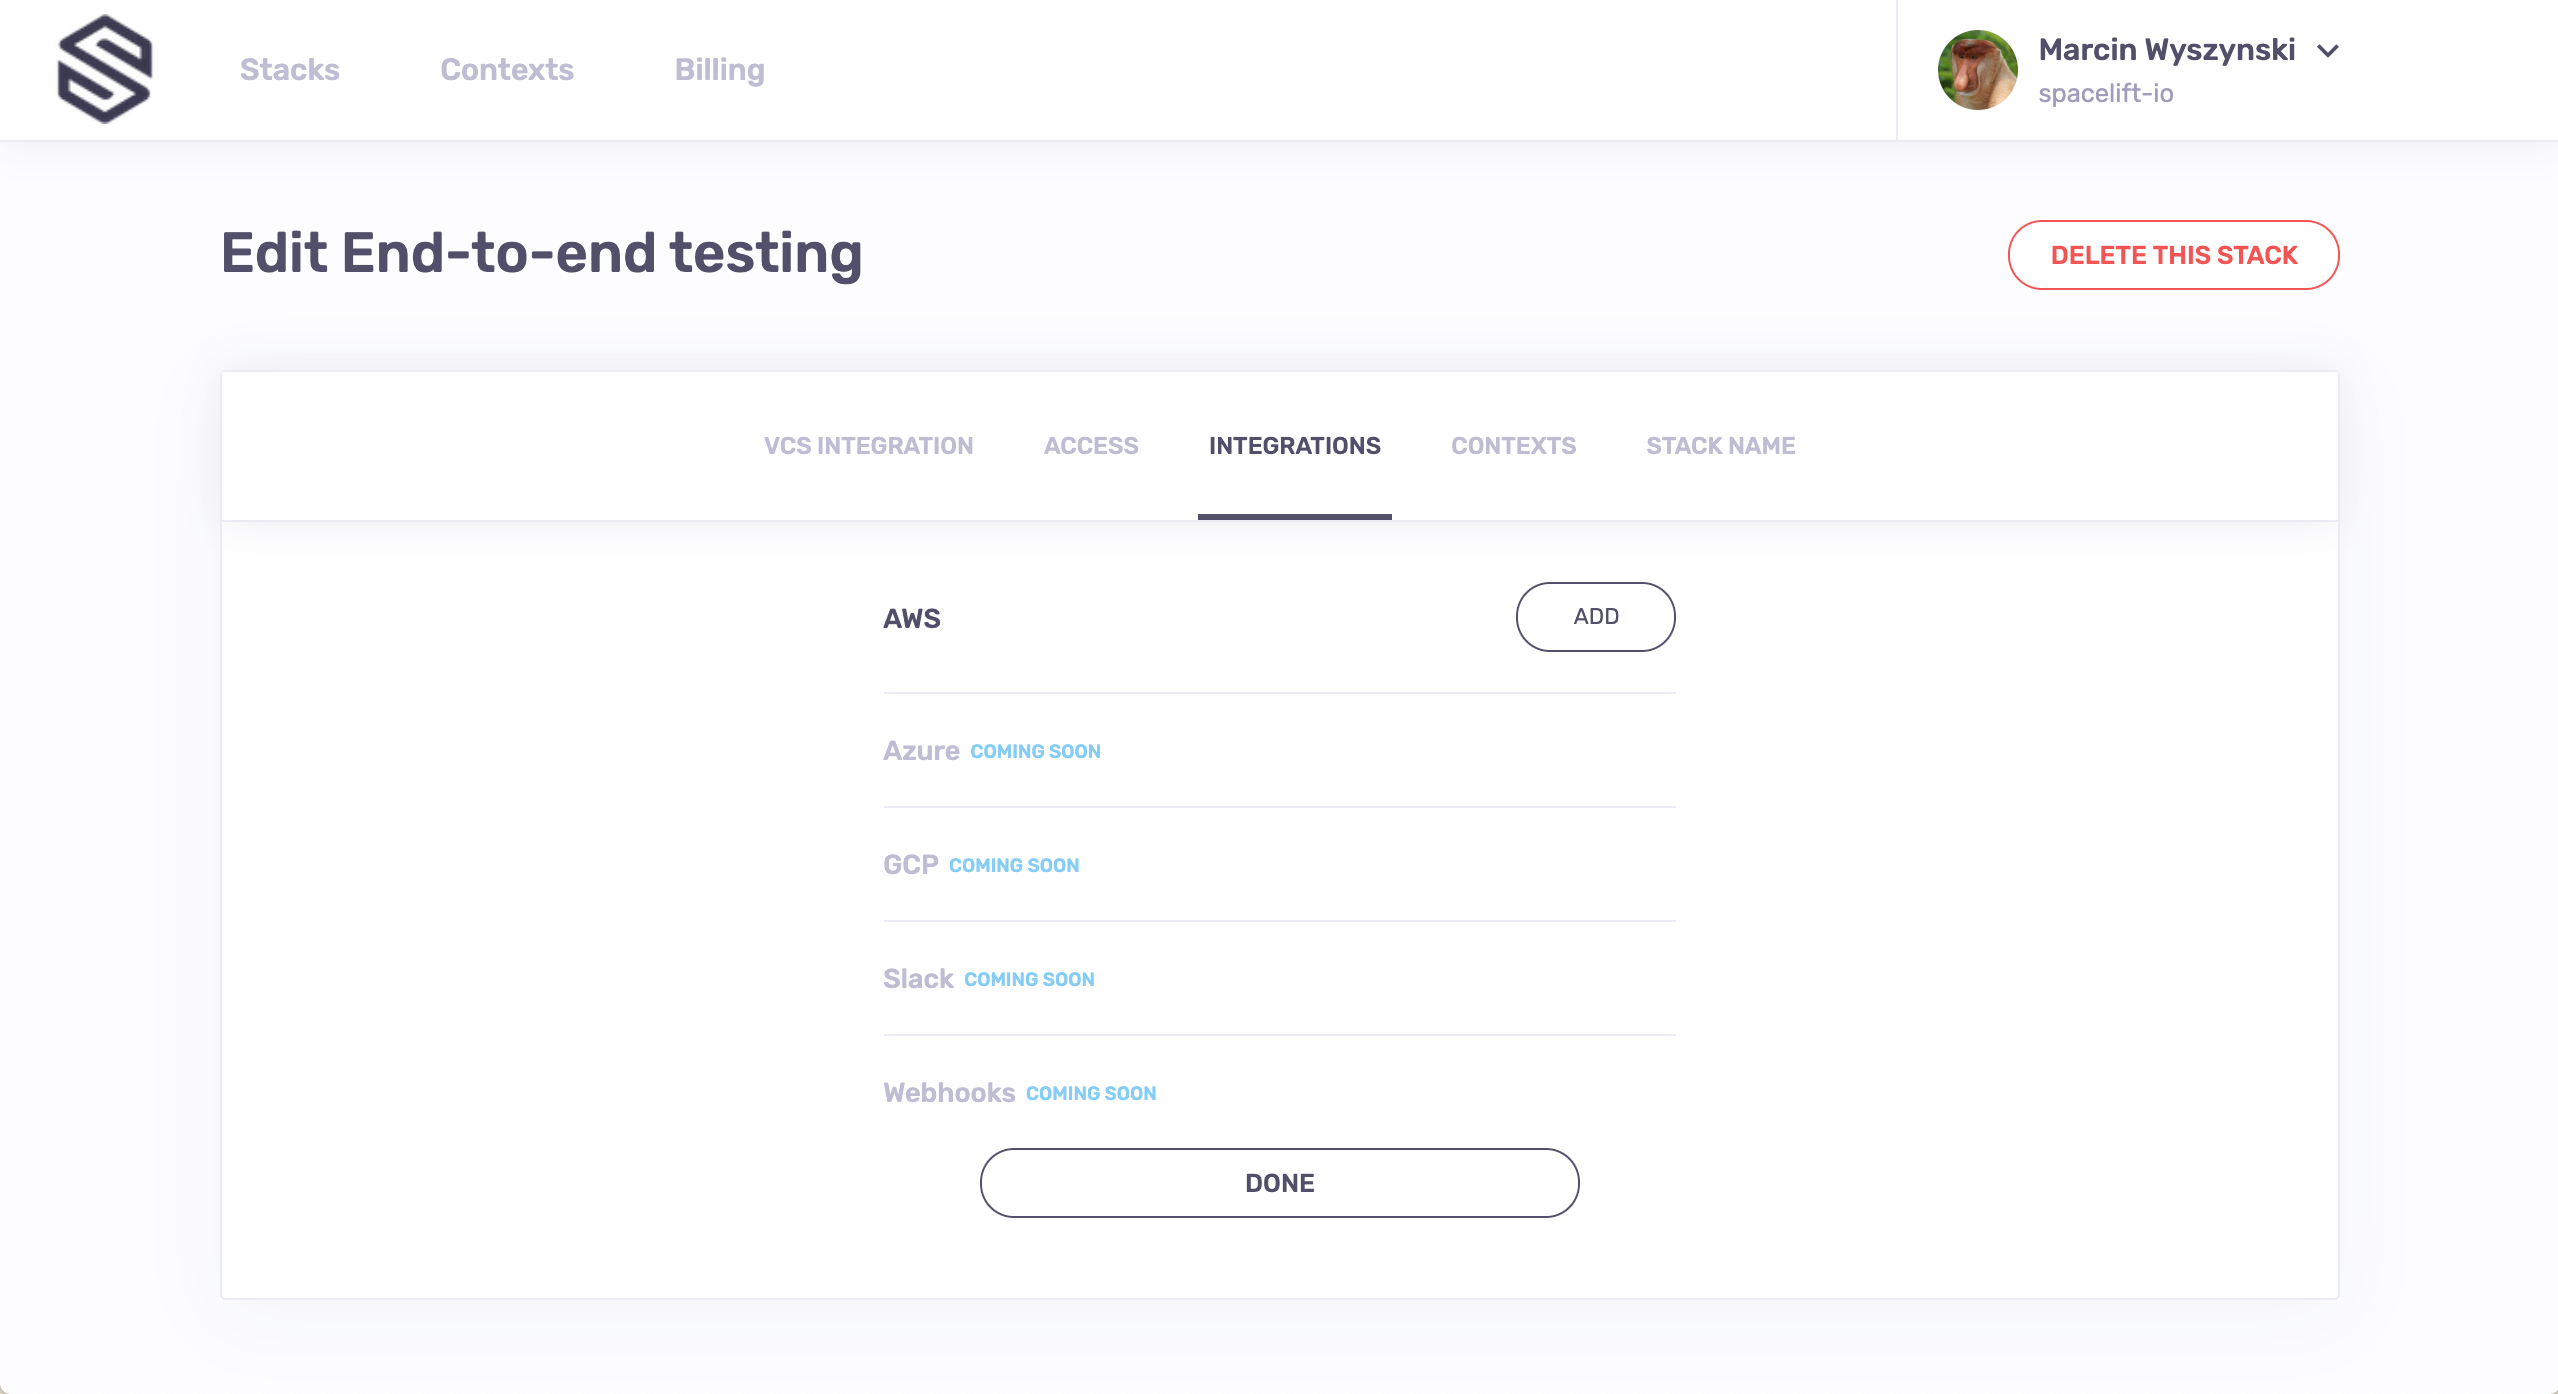 Stacks Contexts Billing
Marcin Wyszynski
spacelift-io
Edit End-to-end testing
DELETE THIS STACK
VCS INTEGRATION ACCESS INTEGRATIONS CONTEXTS STACK NAME
AWS ADD
Azure COMING SOON
GCP COMING SOON
Slack COMING SOON
Webhooks COMING SOON
DONE